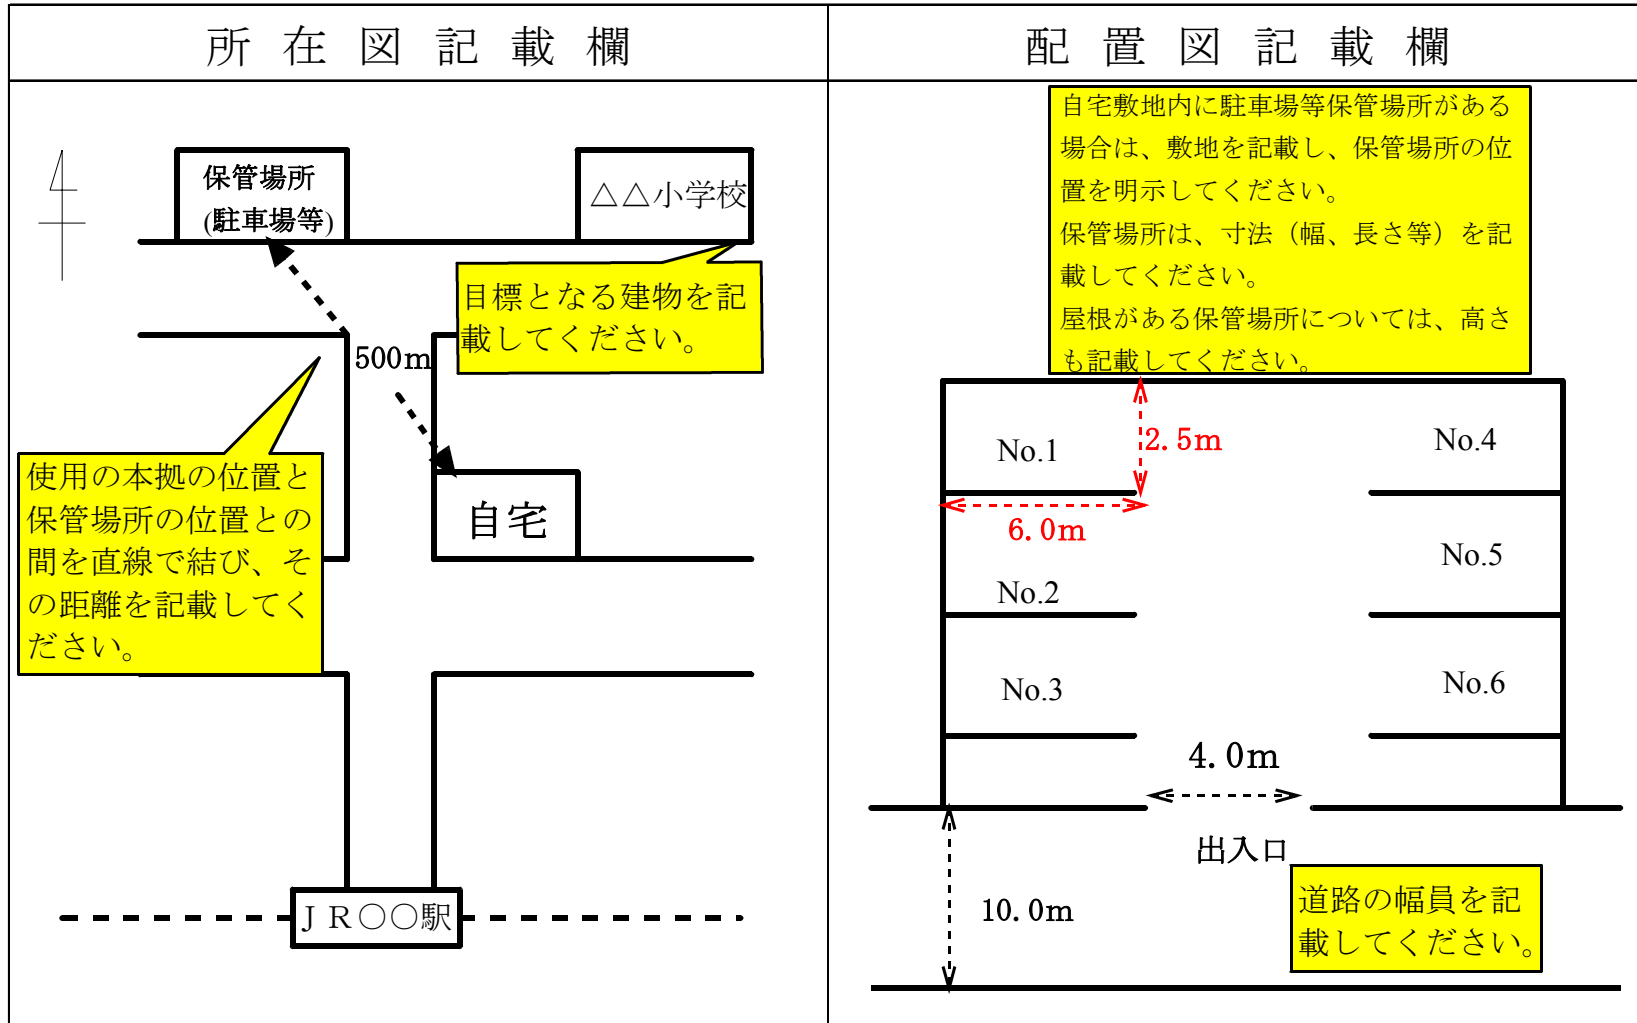 所在図記載欄
保管場所
(駐車場等)
△△小学校
目標となる建物を記
載してください。
500m
使用の本拠の位置と
保管場所の位置との
間を直線で結び、そ
の距離を記載してく
ださい。
自宅
ＪＲ〇〇駅
配置図記載欄
自宅敷地内に駐車場等保管場所がある
場合は、敷地を記載し、保管場所の位
置を明示してください。
保管場所は、寸法（幅、長さ等）を記
載してください。
屋根がある保管場所については、高さ
も記載してください。
No.1
2.5m
No.4
6.0m
No.2
No.5
No.3
No.6
4.0m
出入口
10.0m
道路の幅員を記
載してください。